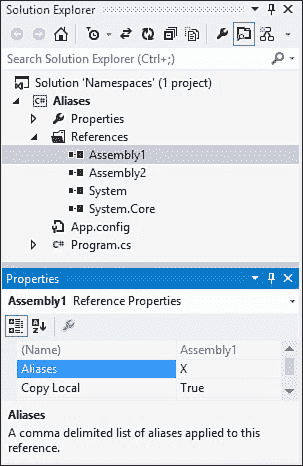 Solution Explorer
Search Solution Explorer (Ctrl+;)
Solution 'Namespaces' (1 project)
C# Aliases
Properties
References
Assembly1
Assembly2
System
System.Core
App.config
C# Program.cs
Properties
Assembly1 Reference Properties
(Name) Assembly1
Aliases X
Copy Local True
Aliases
A comma delimited list of aliases applied to this
reference.